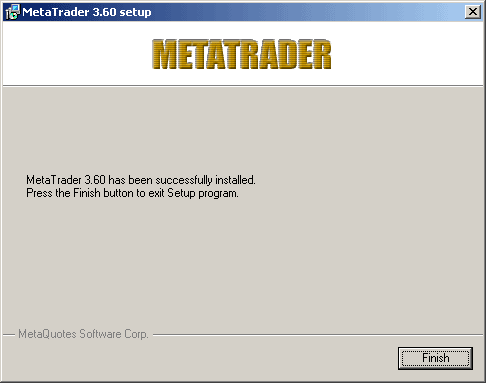 MetaTrader 3.60 setup
METATRADER
MetaTrader 3.60 has been successfully installed.
Press the Finish button to exit Setup program.
MetaQuotes Software Corp.
Finish